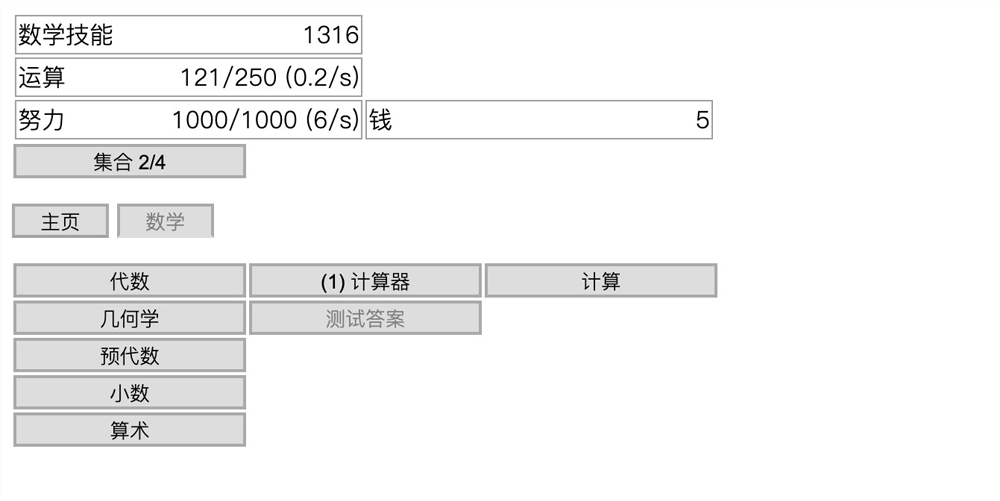 数学技能 1316
运算 121/250 (0.2/s)
努力 1000/1000 (6/s) 钱 5
集合 2/4
主页 数学
代数 (1) 计算器 计算
几何学 测试答案
预代数
小数
算术